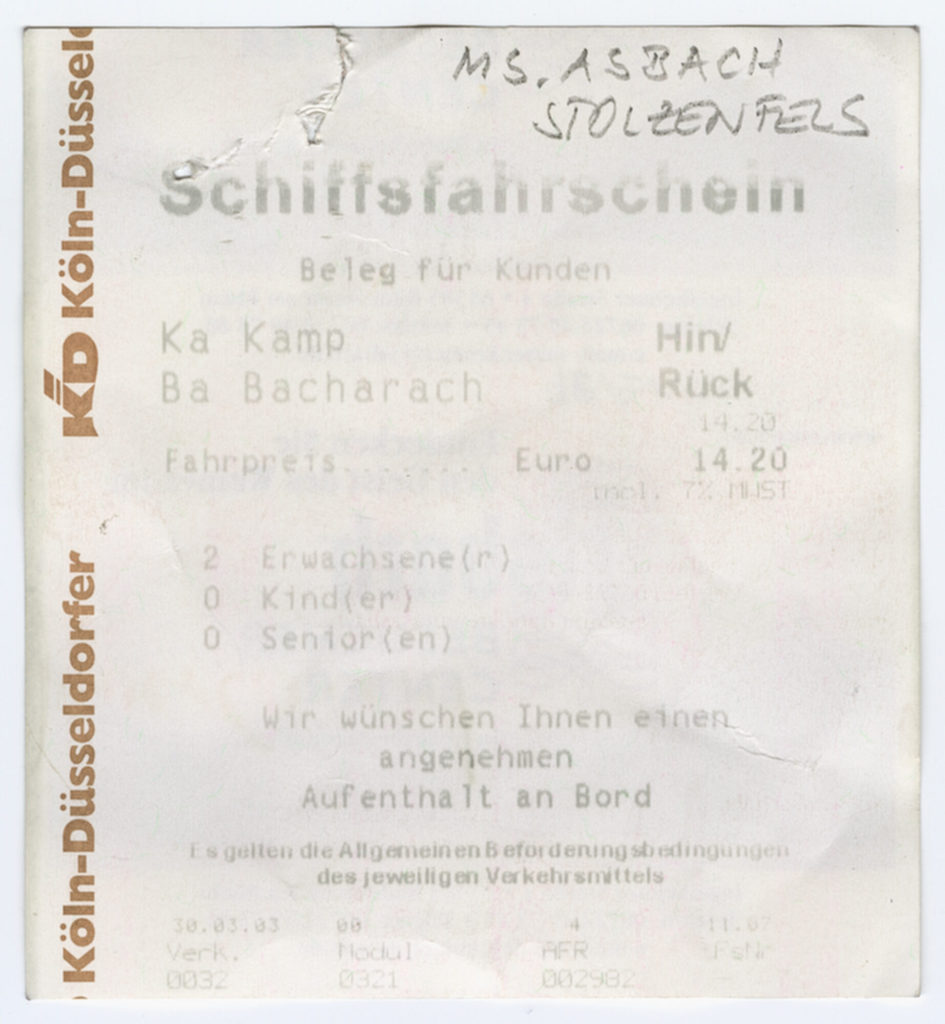 MS. ASBACH
STOLZENFELS
Schiffsfahrschein
Beleg für Kunden
Ka Kamp Hin/
Ba Bacharach Rück
14.20
Fahrpreis....... Euro 14.20
incl. 7% MWST
2 Erwachsene(r)
0 Kind(er)
0 Senior(en)
Wir wünschen Ihnen einen
angenehmen
Aufenthalt an Bord
Es gelten die Allgemeinen Beforderungsbedingungen
des jeweiligen Verkehrsmittels
30.03.03 00 4 11.07
Verk. Modul AFR FsNr
0032 0321 002982
Köln-Düsseldorfer
KD Köln-Düssel